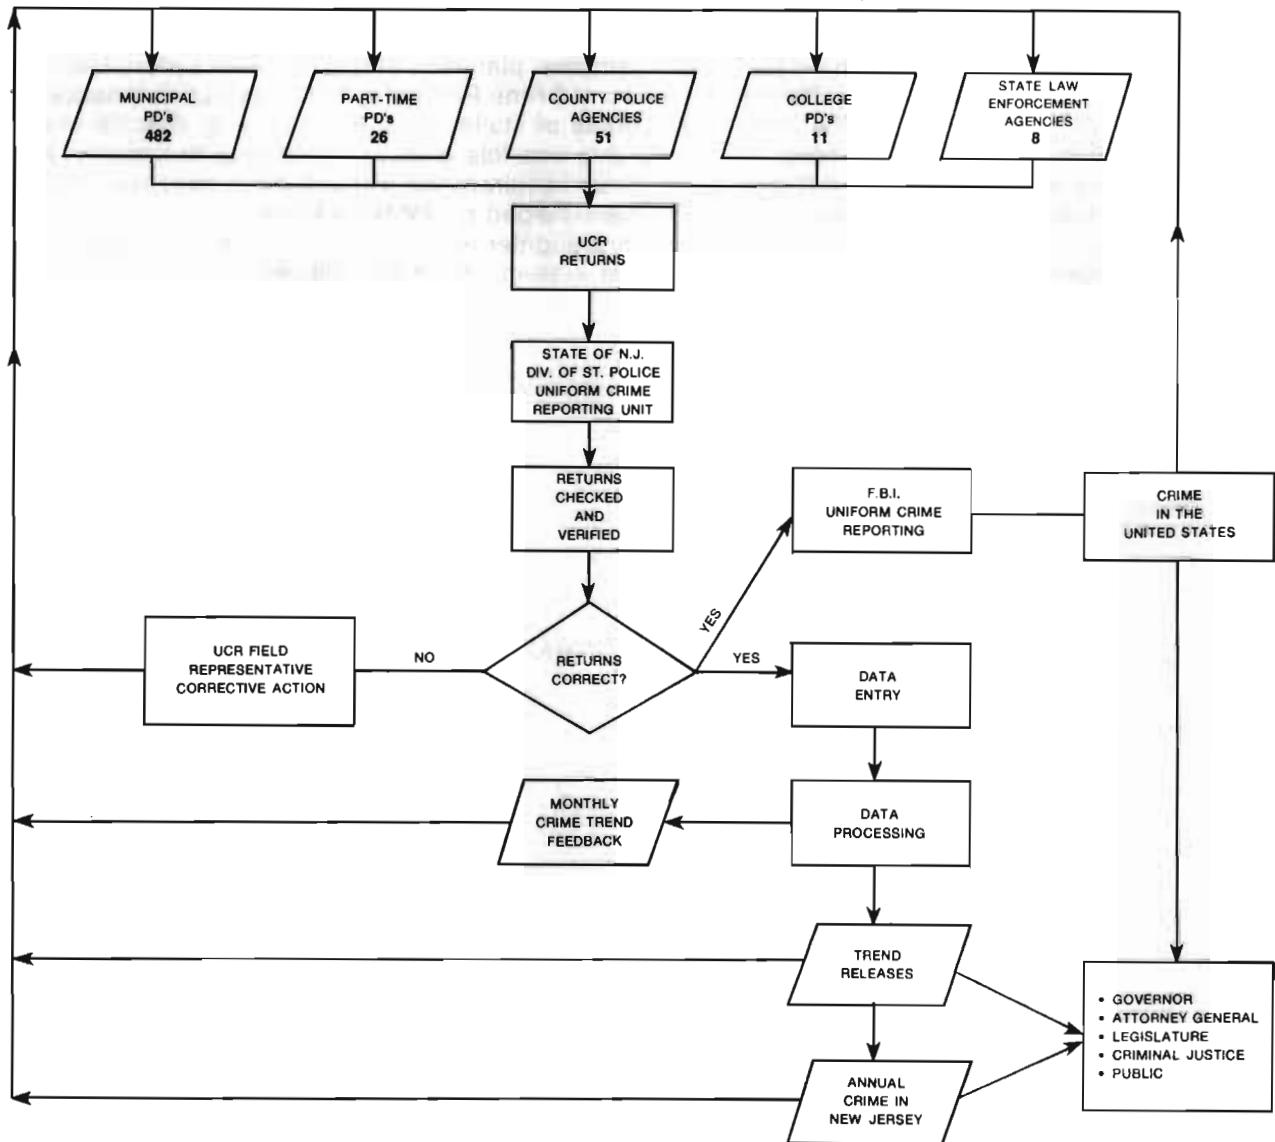 MUNICIPAL
PD's
482
PART-TIME
PD's
26
COUNTY POLICE
AGENCIES
51
COLLEGE
PD's
11
STATE LAW
ENFORCEMENT
AGENCIES
8
UCR
RETURNS
STATE OF N.J.
DIV. OF ST. POLICE
UNIFORM CRIME
REPORTING UNIT
RETURNS
CHECKED
AND
VERIFIED
F.B.I.
UNIFORM CRIME
REPORTING
CRIME
IN THE
UNITED STATES
YES
UCR FIELD
REPRESENTATIVE
CORRECTIVE ACTION
NO
RETURNS
CORRECT?
YES
DATA
ENTRY
MONTHLY
CRIME TREND
FEEDBACK
DATA
PROCESSING
TREND
RELEASES
• GOVERNOR
• ATTORNEY GENERAL
• LEGISLATURE
• CRIMINAL JUSTICE
• PUBLIC
ANNUAL
CRIME IN
NEW JERSEY